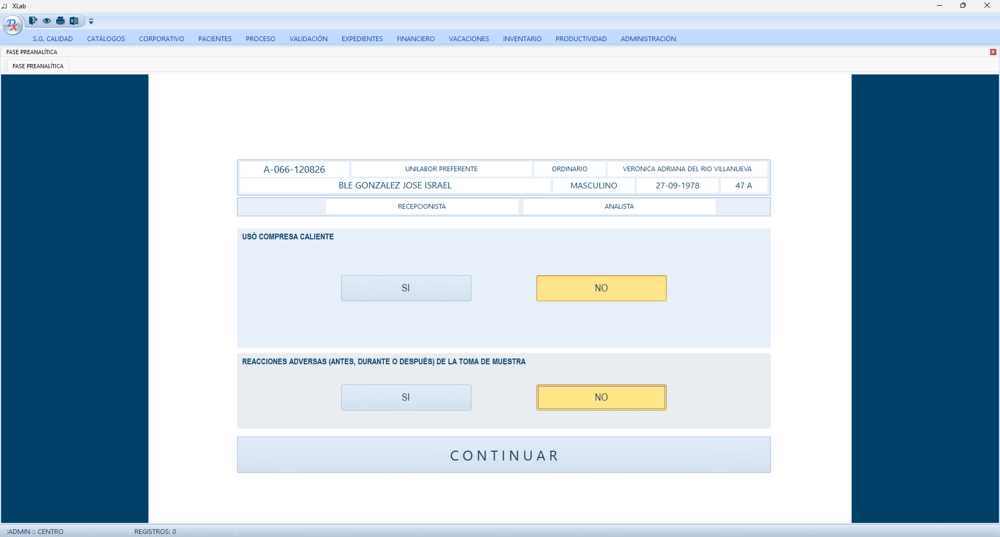 XLab
S.G. CALIDAD CATÁLOGOS CORPORATIVO PACIENTES PROCESO VALIDACIÓN EXPEDIENTES FINANCIERO VACACIONES INVENTARIO PRODUCTIVIDAD ADMINISTRACIÓN
FASE PREANALÍTICA
FASE PREANALÍTICA
A-066-120826 UNILABOR PREFERENTE ORDINARIO VERONICA ADRIANA DEL RIO VILLANUEVA
BLE GONZALEZ JOSE ISRAEL MASCULINO 27-09-1978 47 A
RECEPCIONISTA ANALISTA
USÓ COMPRESA CALIENTE
SI NO
REACCIONES ADVERSAS (ANTES, DURANTE O DESPUÉS) DE LA TOMA DE MUESTRA
SI NO
CONTINUAR
:ADMIN :: CENTRO REGISTROS: 0